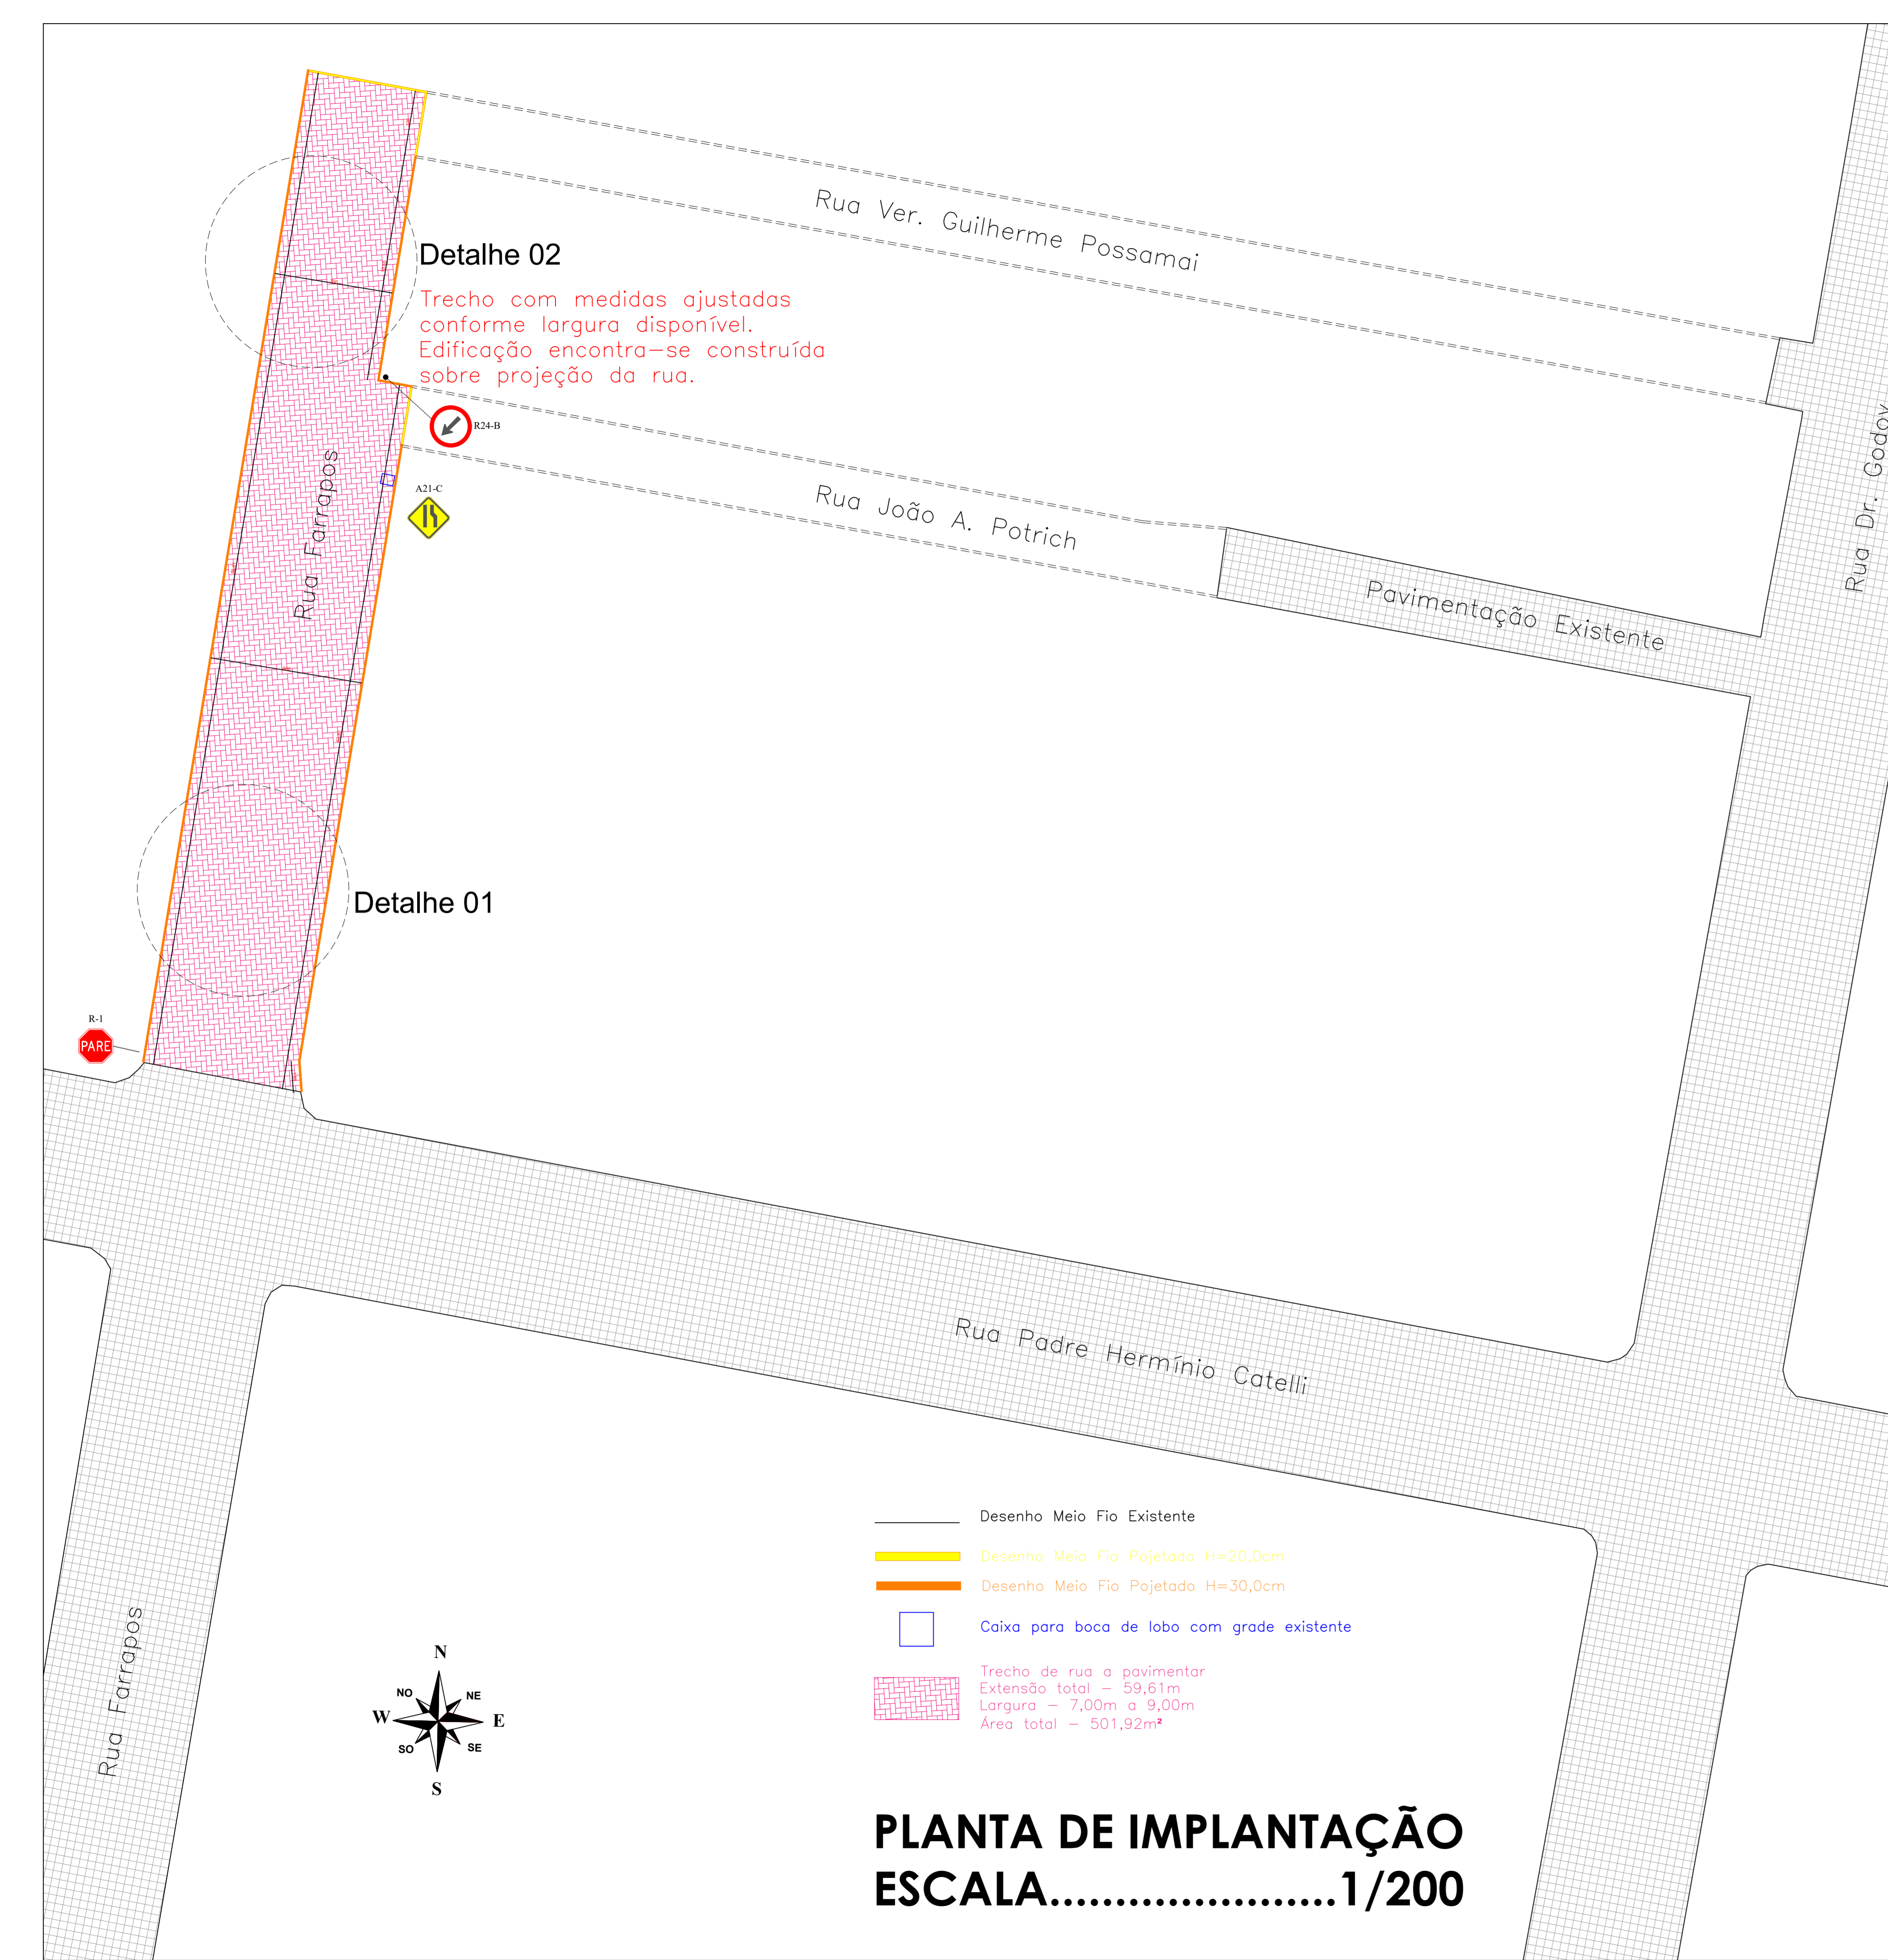 Rua Ver. Guilherme Possamai
Detalhe 02
Trecho com medidas ajustadas
conforme largura disponível.
Edificação encontra-se construída
sobre projeção da rua.
R24-B
A21-C
Rua João A. Potrich
Rua Farrapos
Pavimentação Existente
Rua Dr. Godoy
Detalhe 01
R-1
PARE
Rua Padre Hermínio Catelli
Rua Farrapos
Desenho Meio Fio Existente
Desenho Meio Fio Pojetado H=20,0cm
Desenho Meio Fio Pojetado H=30,0cm
Caixa para boca de lobo com grade existente
Trecho de rua a pavimentar
Extensão total - 59,61m
Largura - 7,00m a 9,00m
Área total - 501,92m²
N
NO NE
W E
SO SE
S
PLANTA DE IMPLANTAÇÃO
ESCALA......................1/200